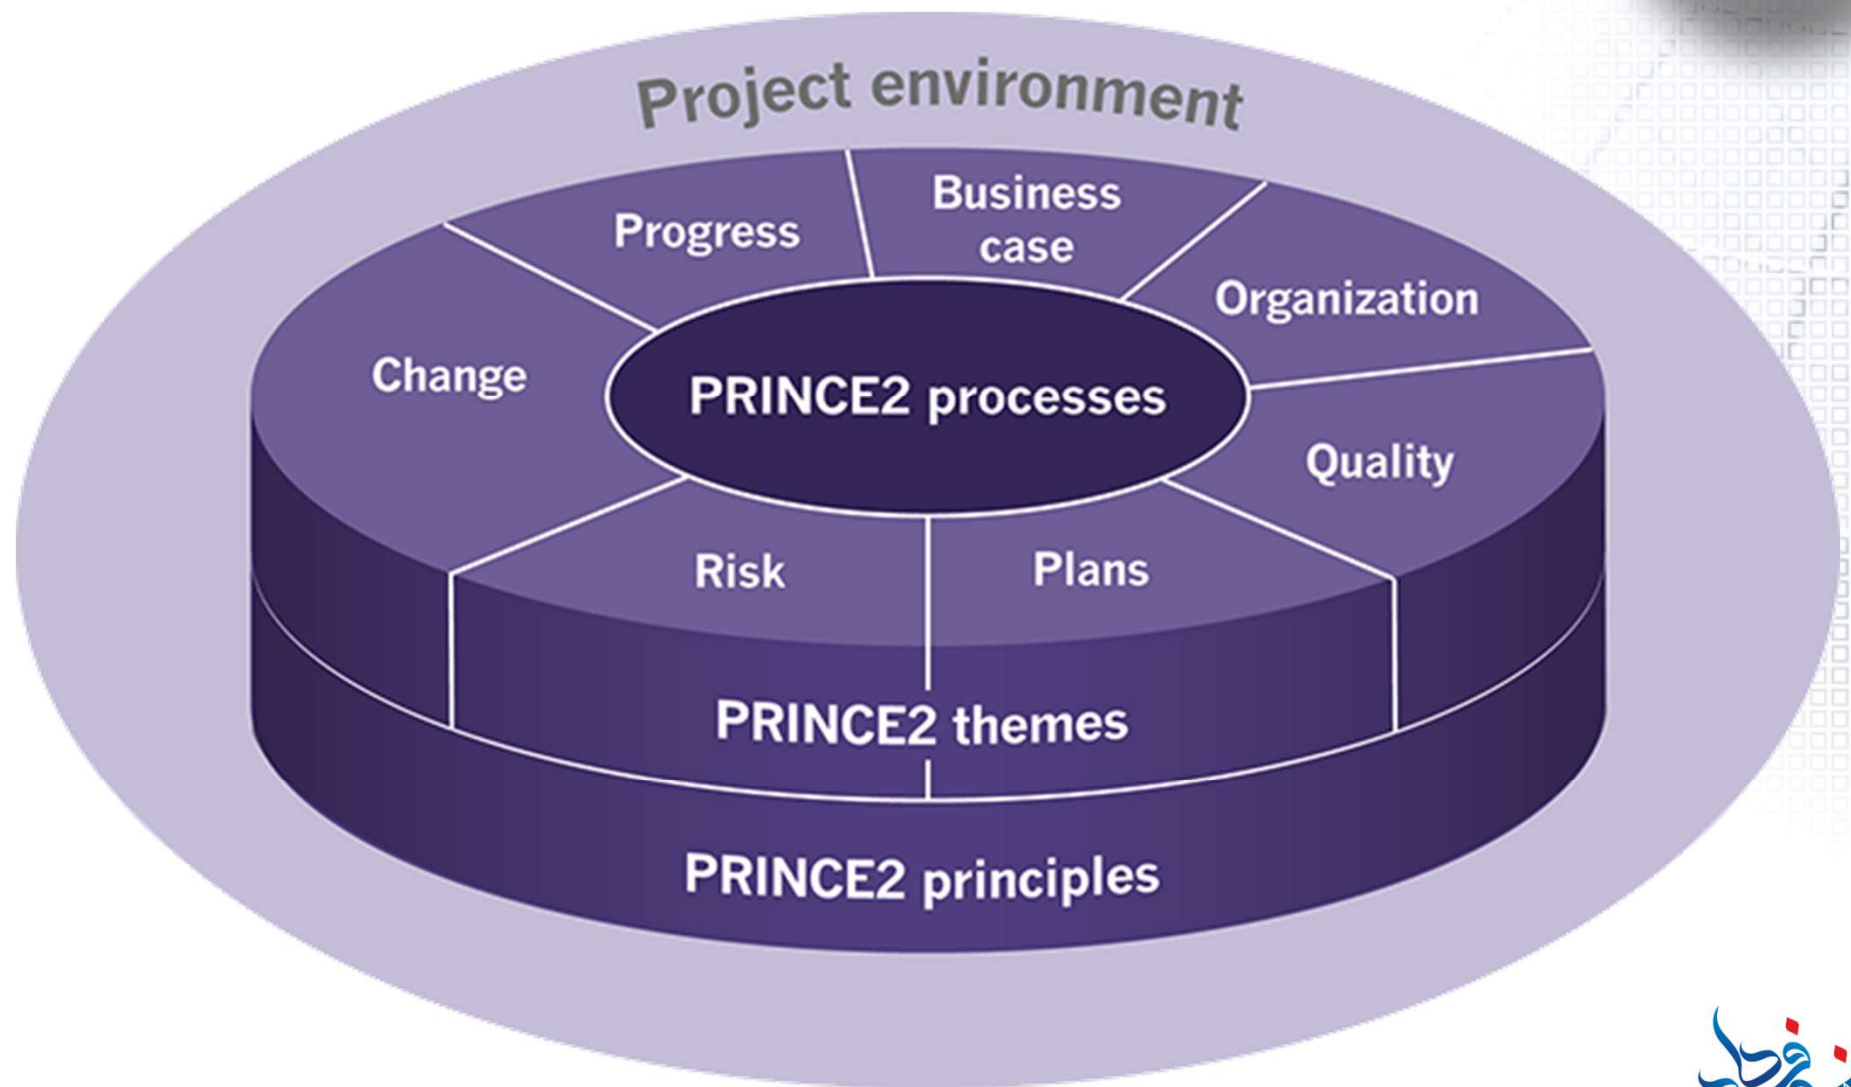 Project environment
Progress
Business
case
Organization
Change
PRINCE2 processes
Quality
Risk
Plans
PRINCE2 themes
PRINCE2 principles